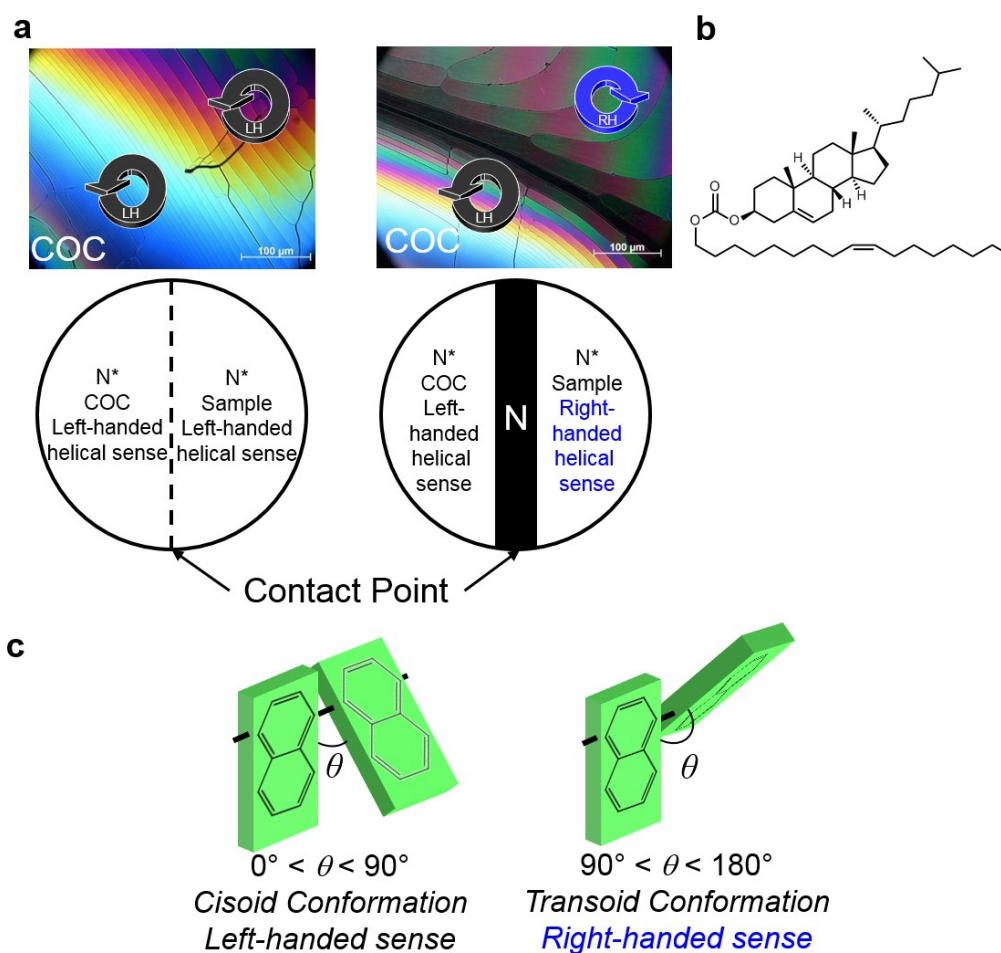 a
LH
LH
COC
100 µm
RH
LH
COC
100 µm
b
H
H
H
O
O
O
N*
COC
Left-handed
helical sense
N*
Sample
Left-handed
helical sense
N*
COC
Left-
handed
helical
sense
N
N*
Sample
Right-
handed
helical
sense
Contact Point
c
θ
θ
0° < θ < 90°
Cisoid Conformation
Left-handed sense
90° < θ < 180°
Transoid Conformation
Right-handed sense